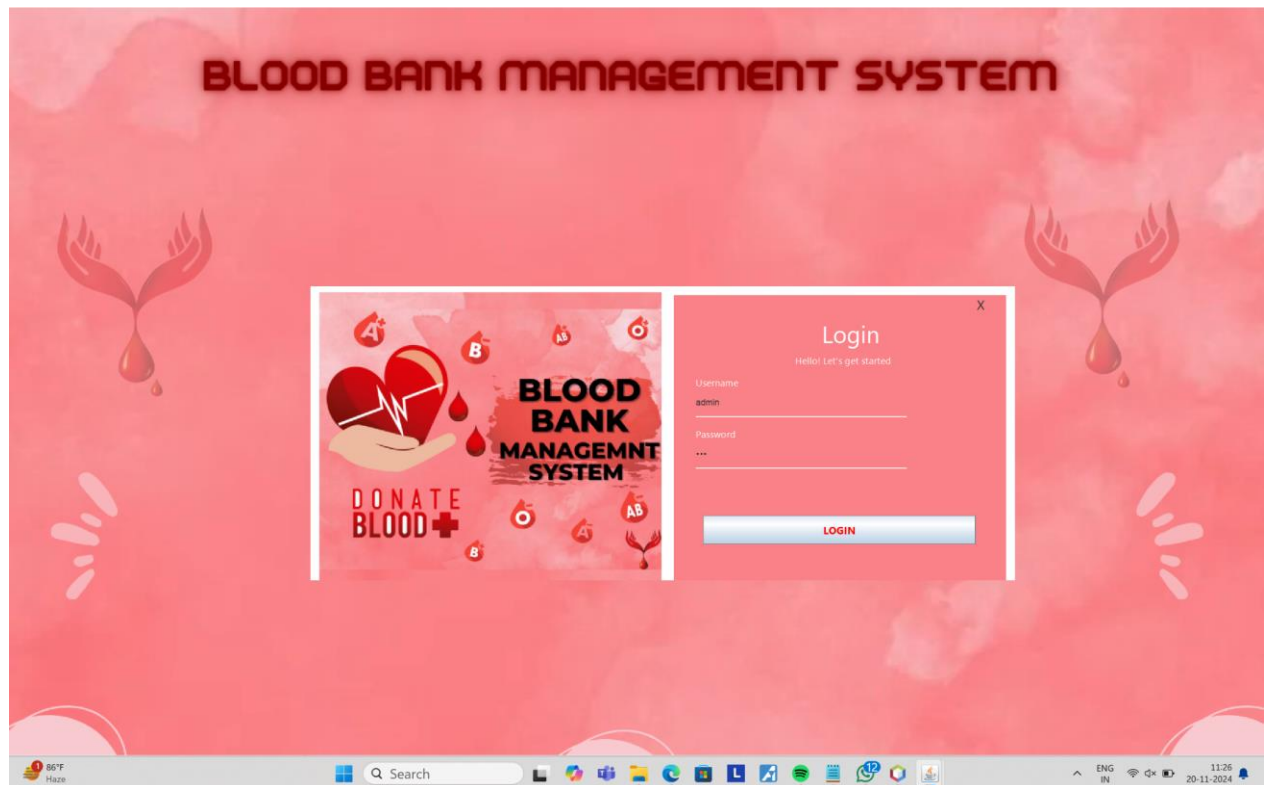 BLOOD BANK MANAGEMENT SYSTEM
A+
B-
AB
O+
BLOOD
BANK
MANAGEMNT
SYSTEM
DONATE
BLOOD
B
O
A
AB
X
Login
Hello! Let's get started
Username
admin
Password
•••
LOGIN
1
86°F
Haze
Search
L
12
ENG
IN
11:26
20-11-2024